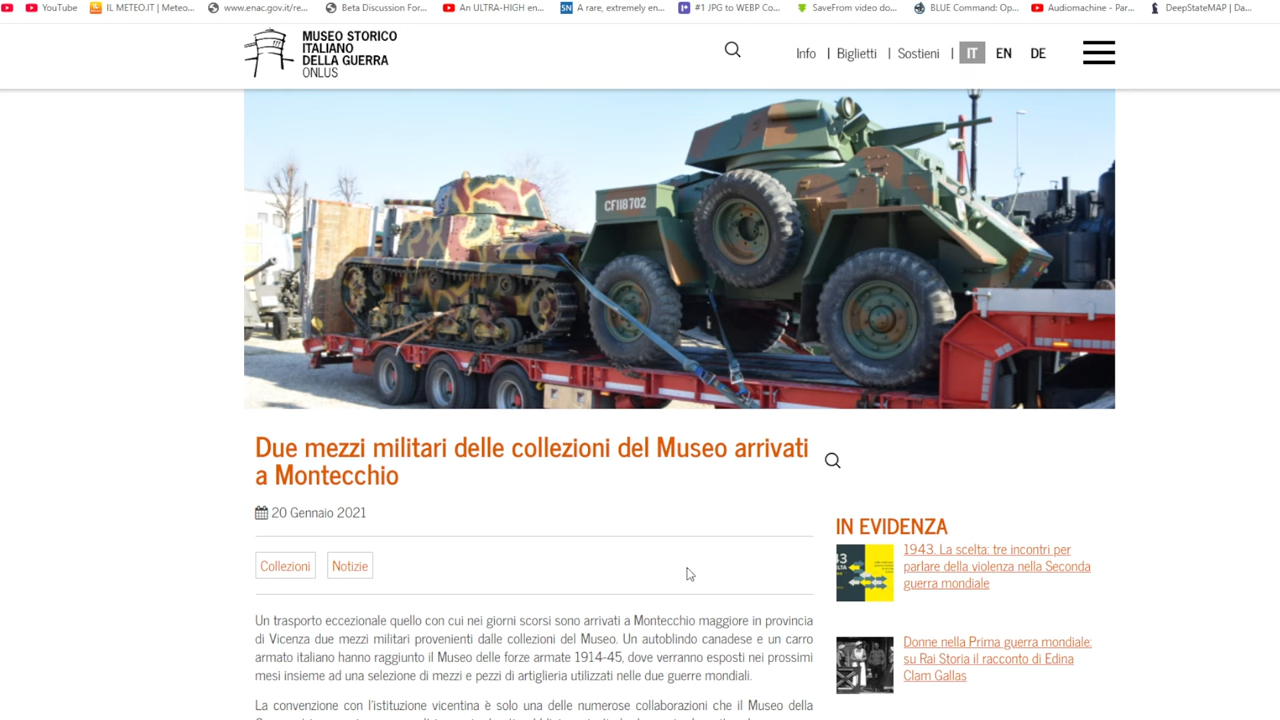 YouTube
IL METEO.IT | Meteo...
www.enac.gov.it/re...
Beta Discussion For...
An ULTRA-HIGH en...
SN A rare, extremely en...
#1 JPG to WEBP Co...
SaveFrom video do...
BLUE Command: Op...
Audiomachine - Par...
DeepStateMAP | Da...
MUSEO STORICO
ITALIANO
DELLA GUERRA
ONLUS
Info | Biglietti | Sostieni | IT EN DE
CF118702
Due mezzi militari delle collezioni del Museo arrivati
a Montecchio
20 Gennaio 2021
Collezioni Notizie
Un trasporto eccezionale quello con cui nei giorni scorsi sono arrivati a Montecchio maggiore in provincia
di Vicenza due mezzi militari provenienti dalle collezioni del Museo. Un autoblindo canadese e un carro
armato italiano hanno raggiunto il Museo delle forze armate 1914-45, dove verranno esposti nei prossimi
mesi insieme ad una selezione di mezzi e pezzi di artiglieria utilizzati nelle due guerre mondiali.
La convenzione con l'istituzione vicentina è solo una delle numerose collaborazioni che il Museo della
IN EVIDENZA
1943. La scelta: tre incontri per
parlare della violenza nella Seconda
guerra mondiale
Donne nella Prima guerra mondiale:
su Rai Storia il racconto di Edina
Clam Gallas